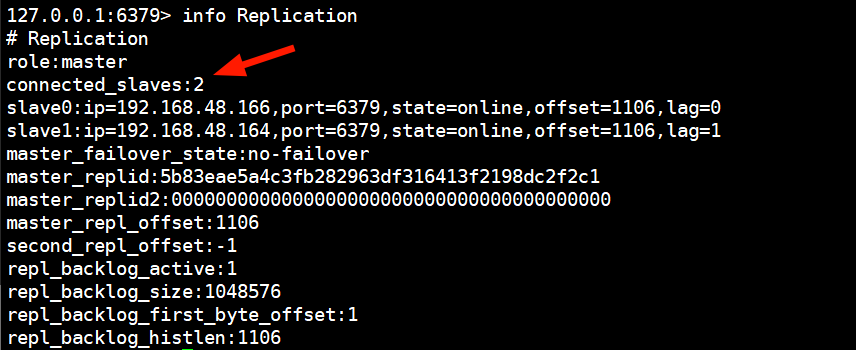 127.0.0.1:6379> info Replication
# Replication
role:master
connected_slaves:2
slave0:ip=192.168.48.166,port=6379,state=online,offset=1106,lag=0
slave1:ip=192.168.48.164,port=6379,state=online,offset=1106,lag=1
master_failover_state:no-failover
master_replid:5b83eae5a4c3fb282963df316413f2198dc2f2c1
master_replid2:0000000000000000000000000000000000000000
master_repl_offset:1106
second_repl_offset:-1
repl_backlog_active:1
repl_backlog_size:1048576
repl_backlog_first_byte_offset:1
repl_backlog_histlen:1106